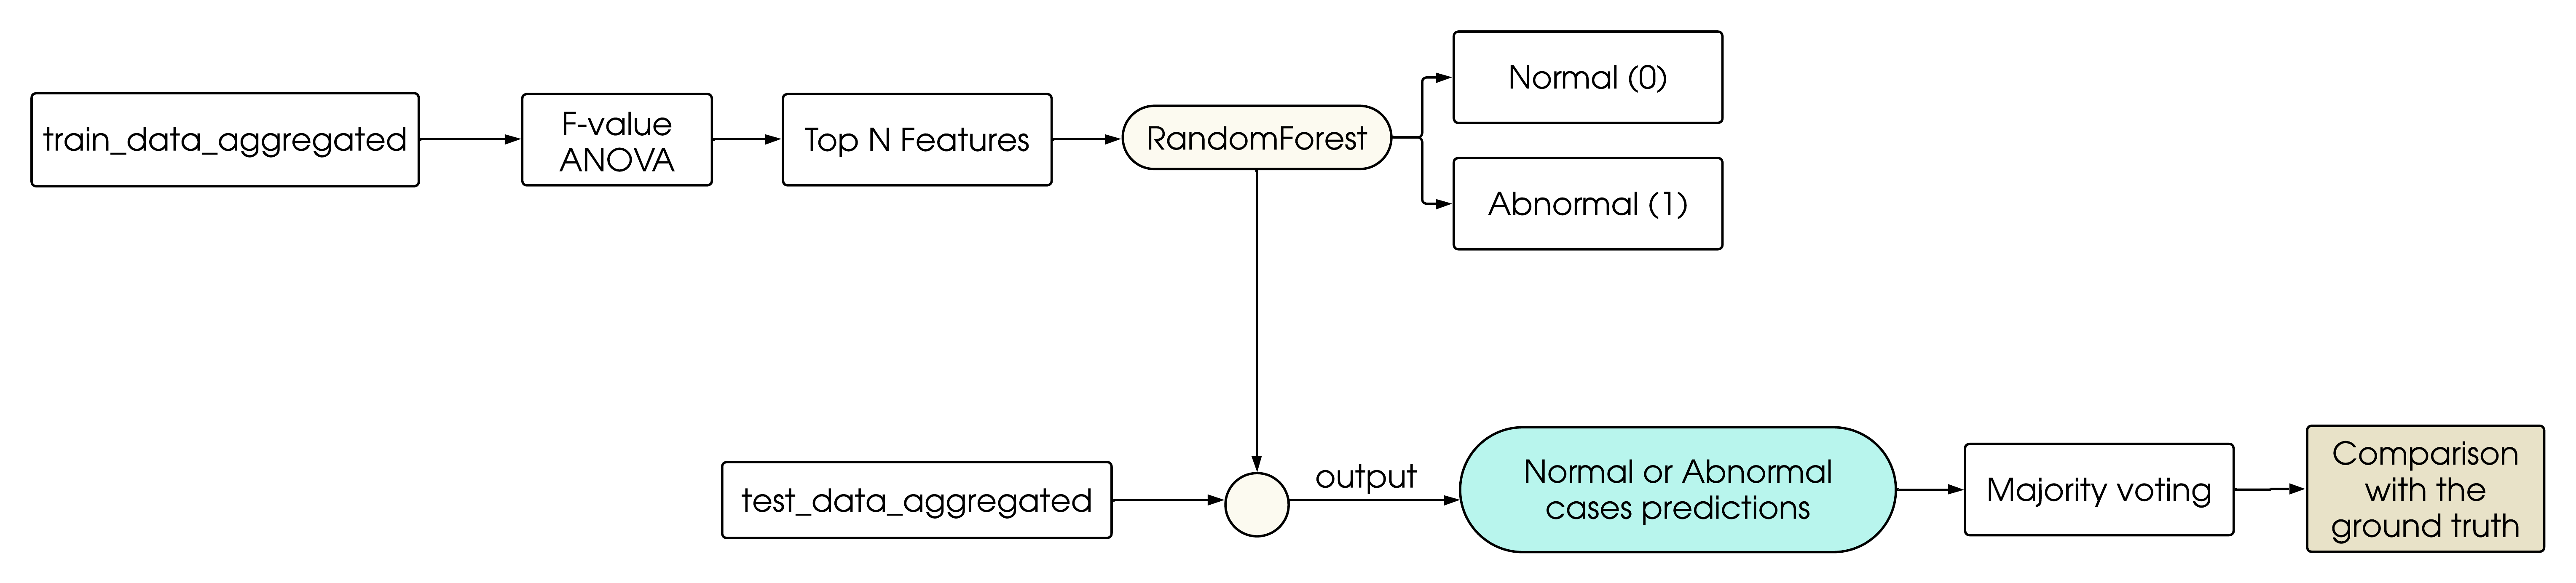 Normal (0)
train_data_aggregated
F-value
ANOVA
Top N Features
RandomForest
Abnormal (1)
test_data_aggregated
output
Normal or Abnormal
cases predictions
Majority voting
Comparison
with the
ground truth